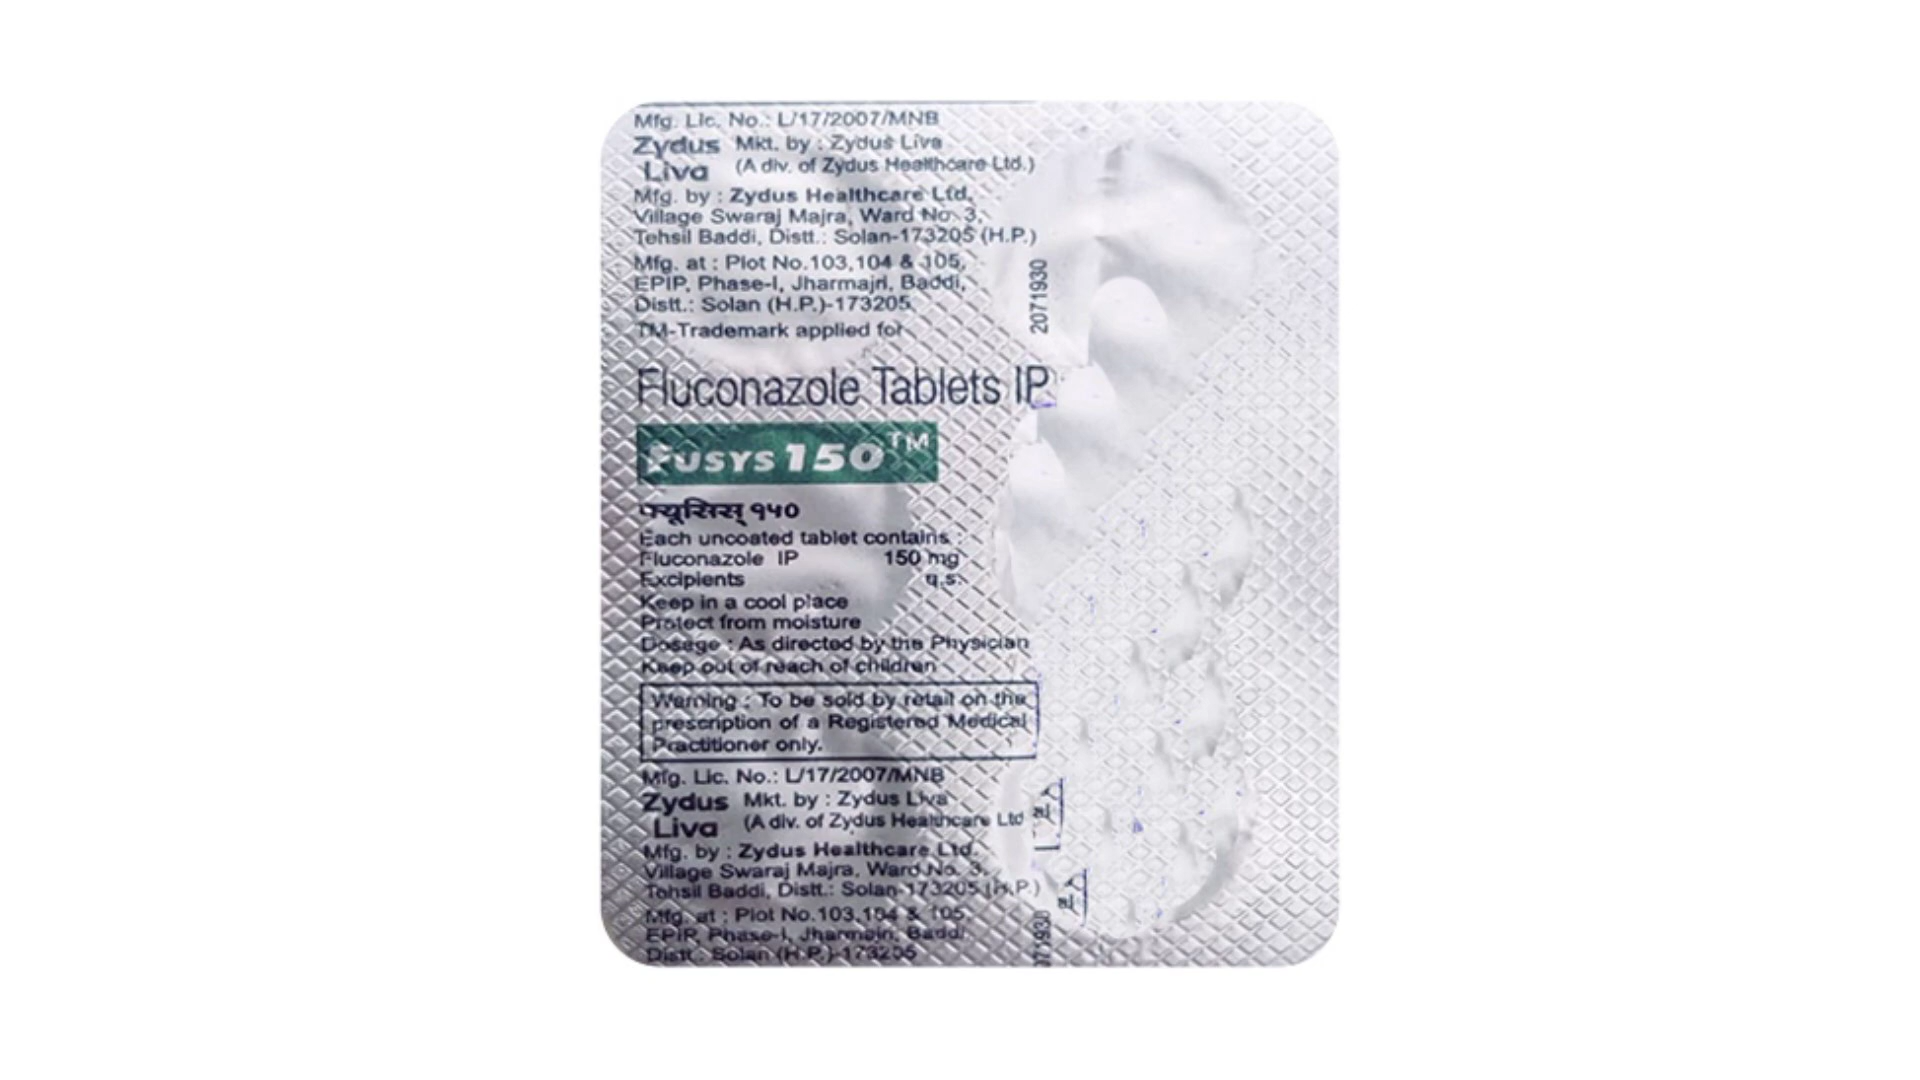 Mfg. Lic. No.: L/17/2007/MNB
Zydus Liva
Mkt. by : Zydus Liva
(A div. of Zydus Healthcare Ltd.)
Mfg. by : Zydus Healthcare Ltd.
Village Swaraj Majra, Ward No. 3,
Tehsil Baddi, Distt.: Solan-173205 (H.P.)
Mfg. at : Plot No.103,104 & 105,
EPIP, Phase-I, Jharmajri, Baddi,
Distt.: Solan (H.P.)-173205.
TM-Trademark applied for
2071930
Fluconazole Tablets IP
FUSYS 150™
फ्यूसिस् १५०
Each uncoated tablet contains :
Fluconazole IP 150 mg
Excipients q.s.
Keep in a cool place
Protect from moisture
Dosage : As directed by the Physician
Keep out of reach of children
Warning : To be sold by retail on the
prescription of a Registered Medical
Practitioner only.
Mfg. Lic. No.: L/17/2007/MNB
Zydus Liva
Mkt. by : Zydus Liva
(A div. of Zydus Healthcare Ltd
Mfg. by : Zydus Healthcare Ltd.
Village Swaraj Majra, Ward No. 3,
Tehsil Baddi, Distt.: Solan-173205 (H.P.)
Mfg. at : Plot No.103,104 & 105,
EPIP, Phase-I, Jharmajri, Baddi,
Distt.: Solan (H.P.)-173205